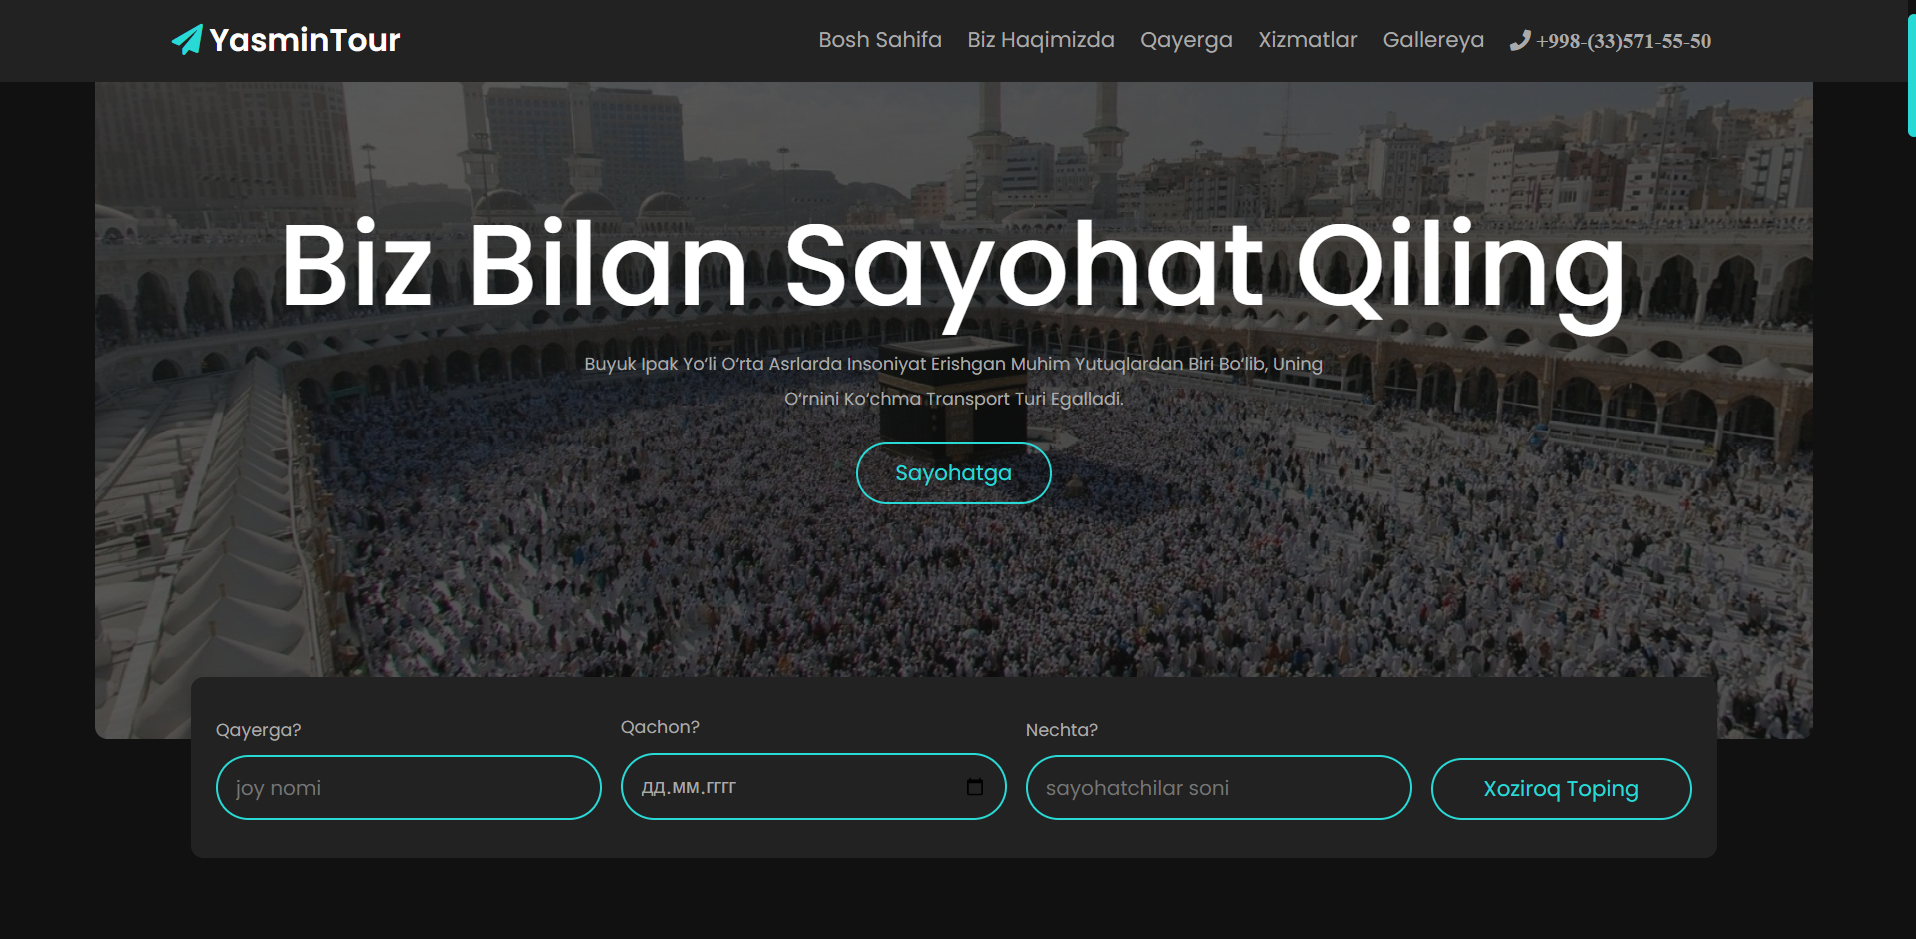 YasminTour
Bosh Sahifa Biz Haqimizda Qayerga Xizmatlar Gallereya +998-(33)571-55-50
Biz Bilan Sayohat Qiling
Buyuk Ipak Yo‘li O‘rta Asrlarda Insoniyat Erishgan Muhim Yutuqlardan Biri Bo‘lib, Uning
O‘rnini Ko‘chma Transport Turi Egalladi.
Sayohatga
Qayerga? Qachon? Nechta?
joy nomi дд.мм.гггг sayohatchilar soni Xoziroq Toping